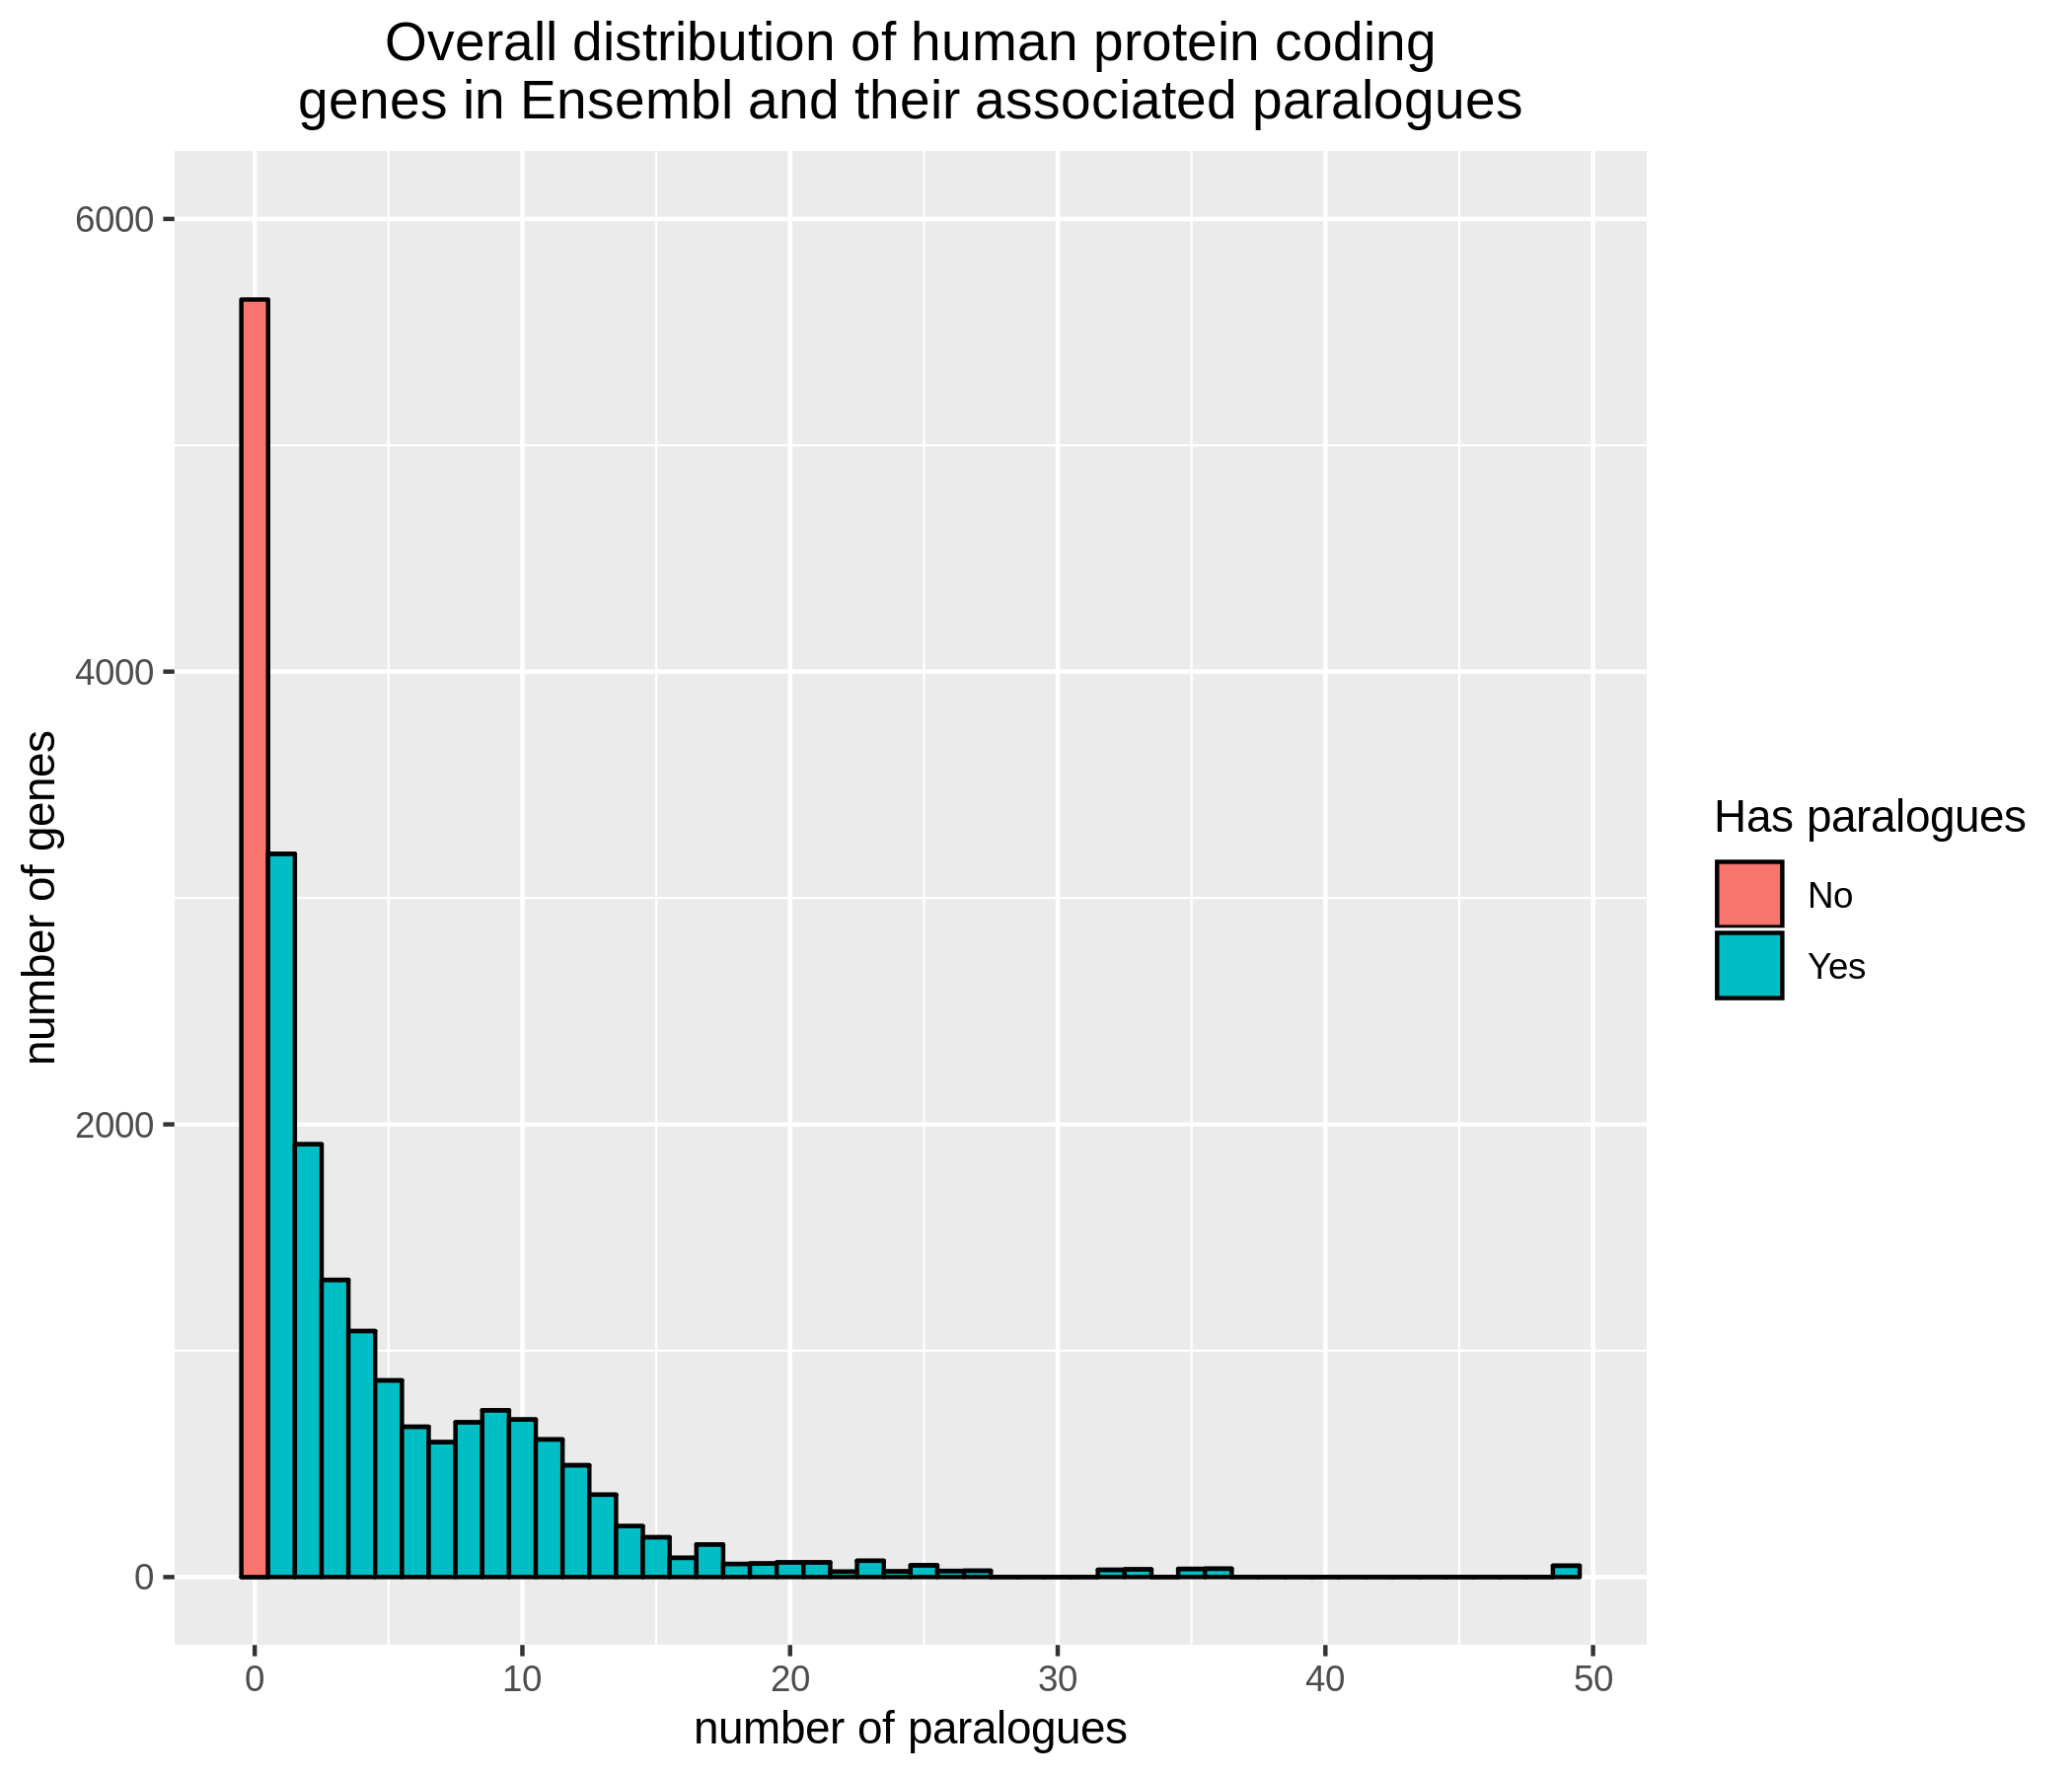 Overall distribution of human protein coding
genes in Ensembl and their associated paralogues
6000
4000
2000
0
number of genes
0 10 20 30 40 50
number of paralogues
Has paralogues
No
Yes